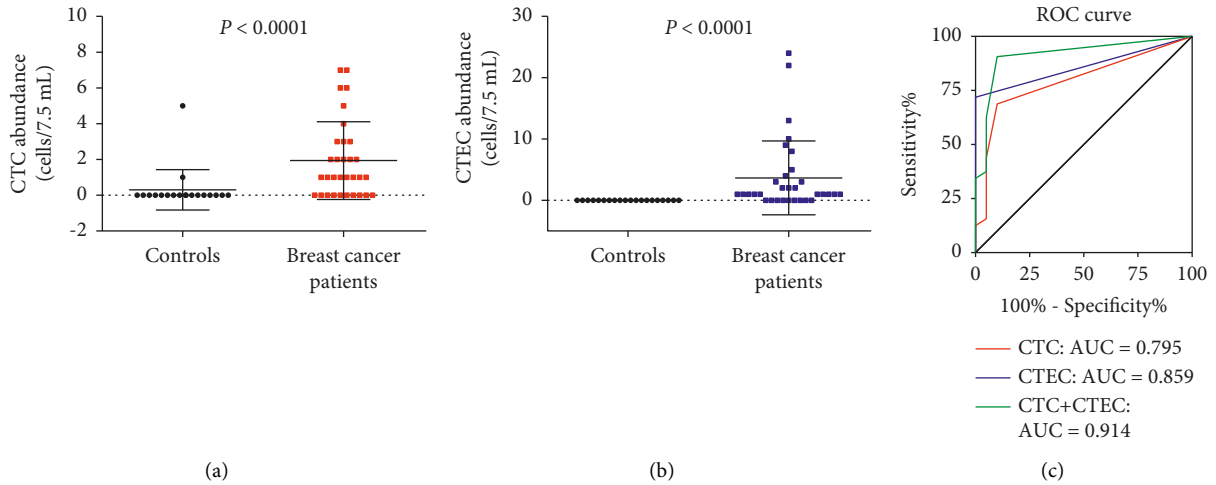 CTC abundance
(cells/7.5 mL)
10
8
6
4
2
0
-2
P < 0.0001
Controls
Breast cancer
patients
(a)
CTEC abundance
(cells/7.5 mL)
30
20
10
0
P < 0.0001
Controls
Breast cancer
patients
(b)
ROC curve
Sensitivity%
100
75
50
25
0
0
25
50
75
100
100% - Specificity%
CTC: AUC = 0.795
CTEC: AUC = 0.859
CTC+CTEC:
AUC = 0.914
(c)